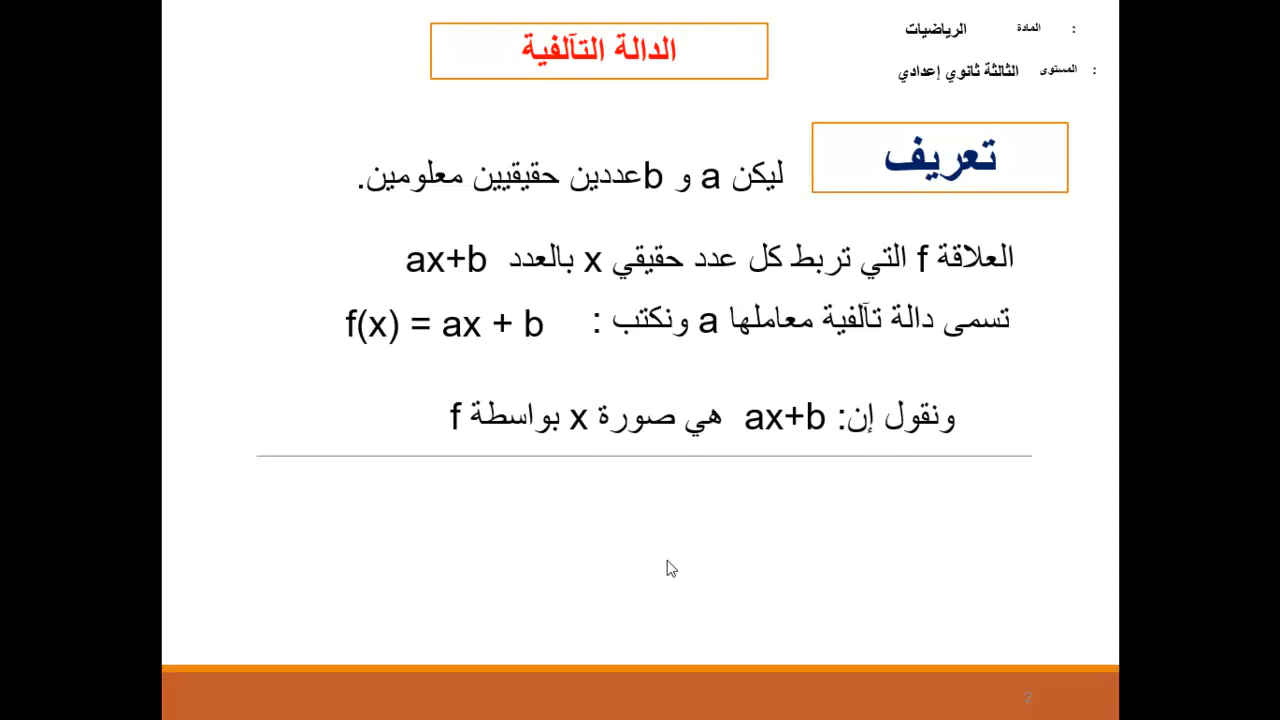 المادة : الرياضيات
المستوى : الثالثة ثانوي إعدادي
الدالة التآلفية
تعريف
ليكن a و b عددين حقيقيين معلومين.
العلاقة f التي تربط كل عدد حقيقي x بالعدد ax+b
تسمى دالة تآلفية معاملها a ونكتب : f(x) = ax + b
ونقول إن: ax+b هي صورة x بواسطة f
2